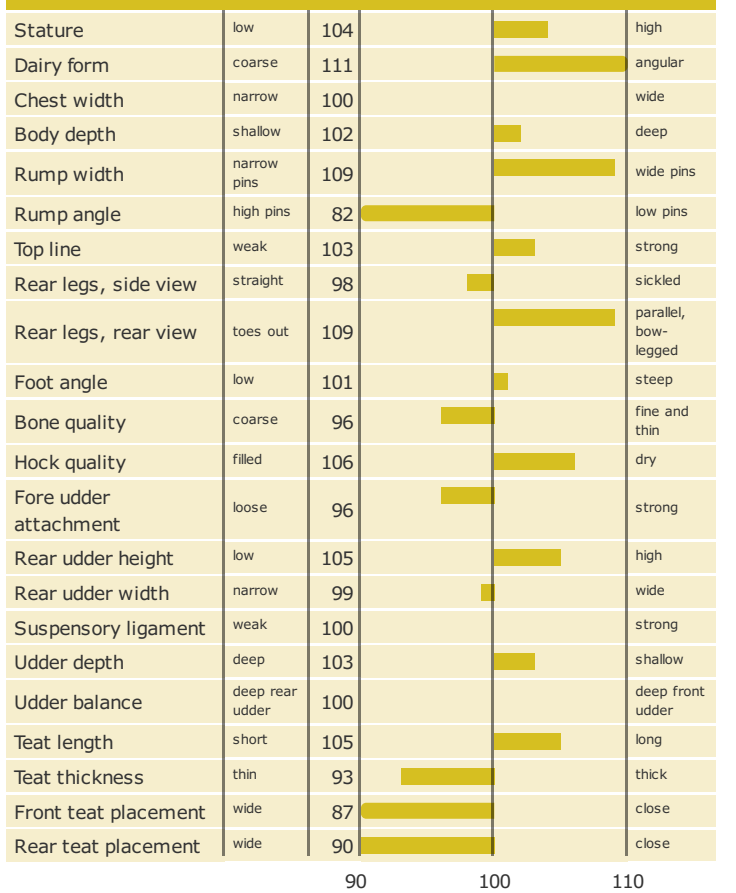 Stature low 104 high
Dairy form coarse 111 angular
Chest width narrow 100 wide
Body depth shallow 102 deep
Rump width narrow pins 109 wide pins
Rump angle high pins 82 low pins
Top line weak 103 strong
Rear legs, side view straight 98 sickled
Rear legs, rear view toes out 109 parallel, bow-legged
Foot angle low 101 steep
Bone quality coarse 96 fine and thin
Hock quality filled 106 dry
Fore udder attachment loose 96 strong
Rear udder height low 105 high
Rear udder width narrow 99 wide
Suspensory ligament weak 100 strong
Udder depth deep 103 shallow
Udder balance deep rear udder 100 deep front udder
Teat length short 105 long
Teat thickness thin 93 thick
Front teat placement wide 87 close
Rear teat placement wide 90 close
90 100 110